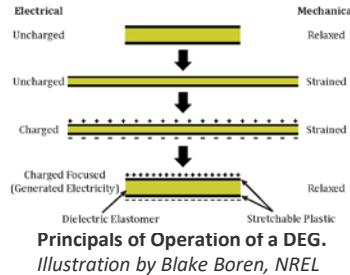 Electrical Mechanical
Uncharged Relaxed
Uncharged Strained
Charged Strained
Charged Focused
(Generated Electricity) Relaxed
Dielectric Elastomer Stretchable Plastic
Principals of Operation of a DEG.
Illustration by Blake Boren, NREL